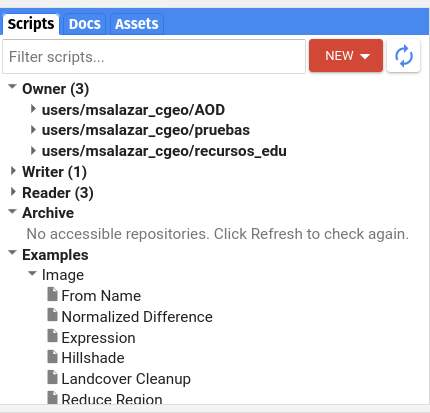 Scripts Docs Assets
Filter scripts... NEW
Owner (3)
users/msalazar_cgeo/AOD
users/msalazar_cgeo/pruebas
users/msalazar_cgeo/recursos_edu
Writer (1)
Reader (3)
Archive
No accessible repositories. Click Refresh to check again.
Examples
Image
From Name
Normalized Difference
Expression
Hillshade
Landcover Cleanup
Reduce Region